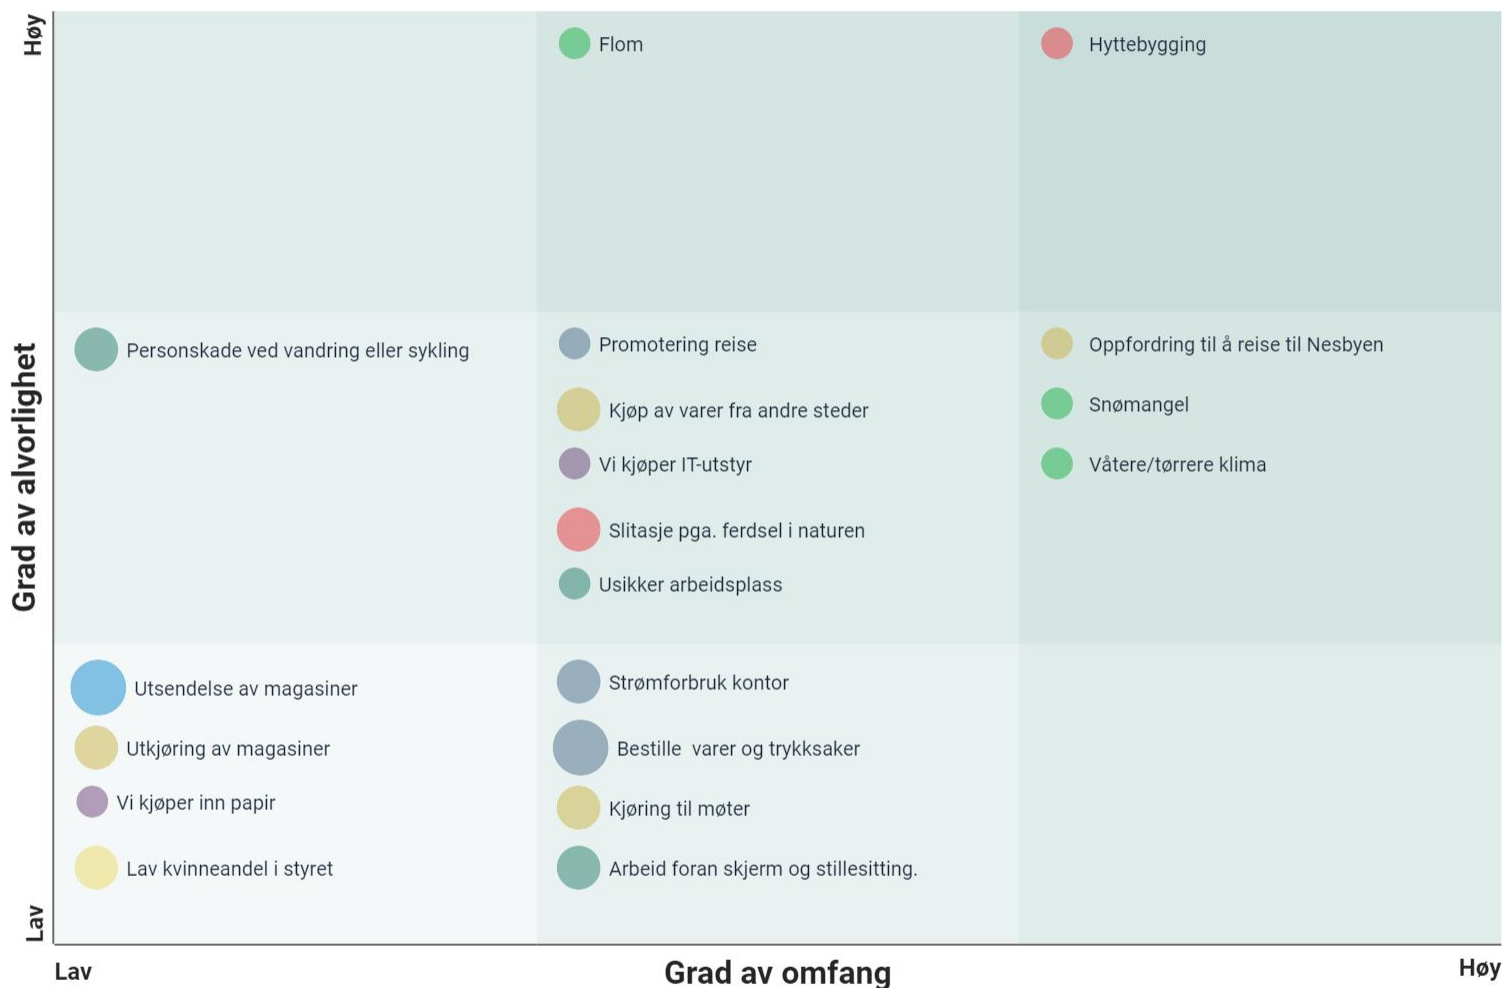 Høy
Flom
Hyttebygging
Grad av alvorlighet
Personskade ved vandring eller sykling
Promotering reise
Kjøp av varer fra andre steder
Vi kjøper IT-utstyr
Slitasje pga. ferdsel i naturen
Usikker arbeidsplass
Oppfordring til å reise til Nesbyen
Snømangel
Våtere/tørrere klima
Utsendelse av magasiner
Utkjøring av magasiner
Vi kjøper inn papir
Lav kvinneandel i styret
Strømforbruk kontor
Bestille  varer og trykksaker
Kjøring til møter
Arbeid foran skjerm og stillesitting.
Lav
Lav
Grad av omfang
Høy